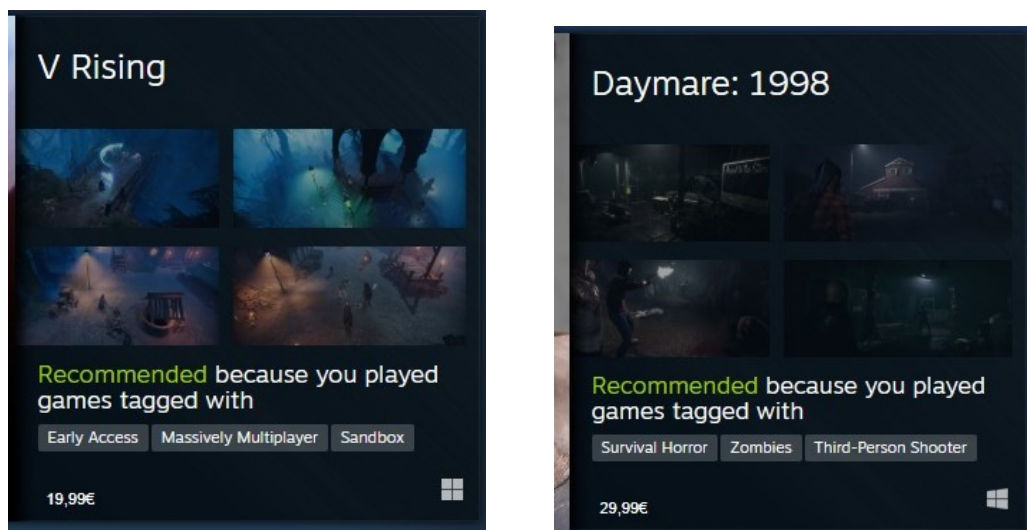 V Rising
Recommended because you played
games tagged with
Early Access Massively Multiplayer Sandbox
19,99€
Daymare: 1998
Recommended because you played
games tagged with
Survival Horror Zombies Third-Person Shooter
29,99€